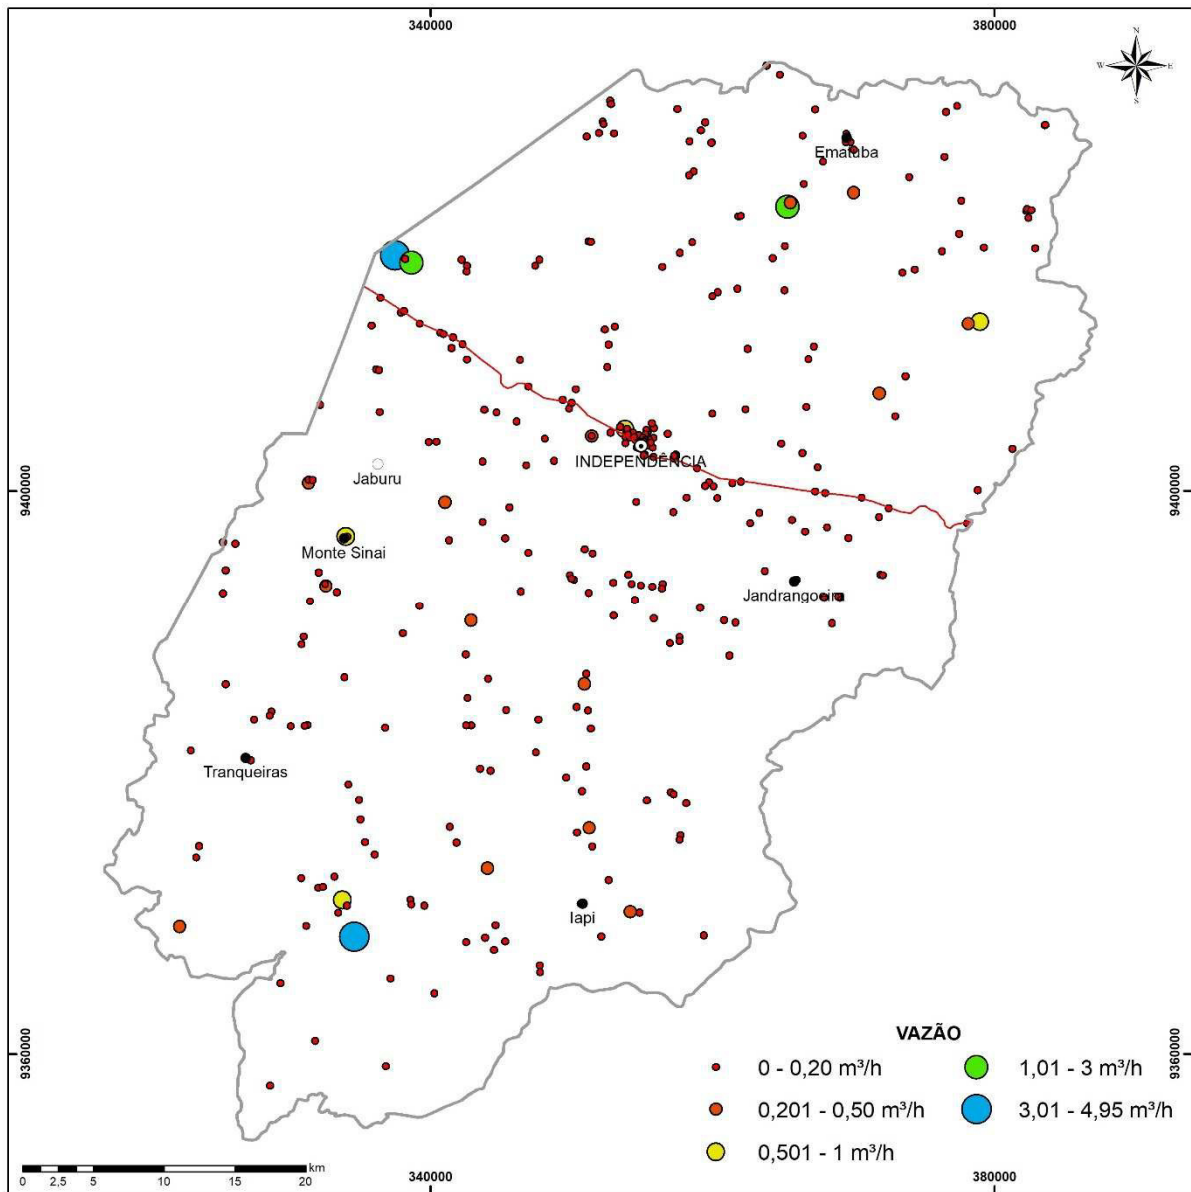 340000
380000
N
W
E
S
Ematuba
INDEPENDÊNCIA
Jaburu
9400000
9400000
Monte Sinai
Jandrangoeira
Tranqueiras
Iapi
VAZÃO
0 - 0,20 m³/h
1,01 - 3 m³/h
0,201 - 0,50 m³/h
3,01 - 4,95 m³/h
0,501 - 1 m³/h
9360000
9360000
km
0 2,5 5 10 15 20
340000
380000